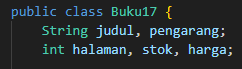 public class Buku17 {
String judul, pengarang;
int halaman, stok, harga;